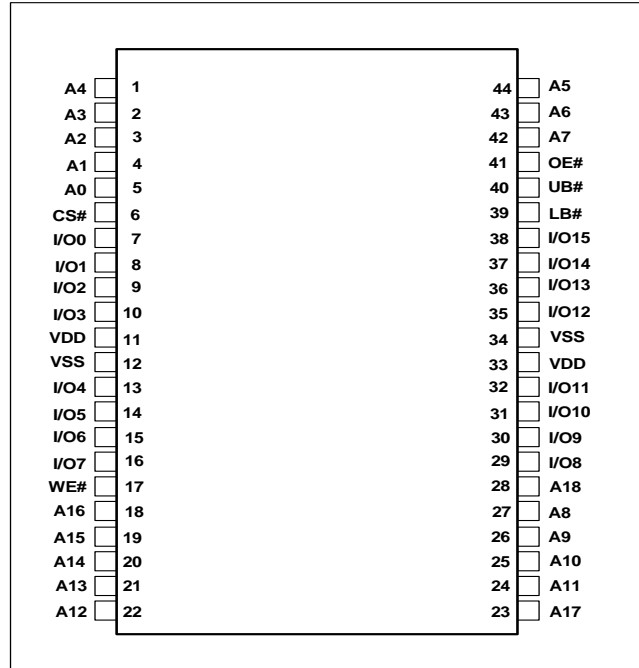 A4 1 44 A5
A3 2 43 A6
A2 3 42 A7
A1 4 41 OE#
A0 5 40 UB#
CS# 6 39 LB#
I/O0 7 38 I/O15
I/O1 8 37 I/O14
I/O2 9 36 I/O13
I/O3 10 35 I/O12
VDD 11 34 VSS
VSS 12 33 VDD
I/O4 13 32 I/O11
I/O5 14 31 I/O10
I/O6 15 30 I/O9
I/O7 16 29 I/O8
WE# 17 28 A18
A16 18 27 A8
A15 19 26 A9
A14 20 25 A10
A13 21 24 A11
A12 22 23 A17